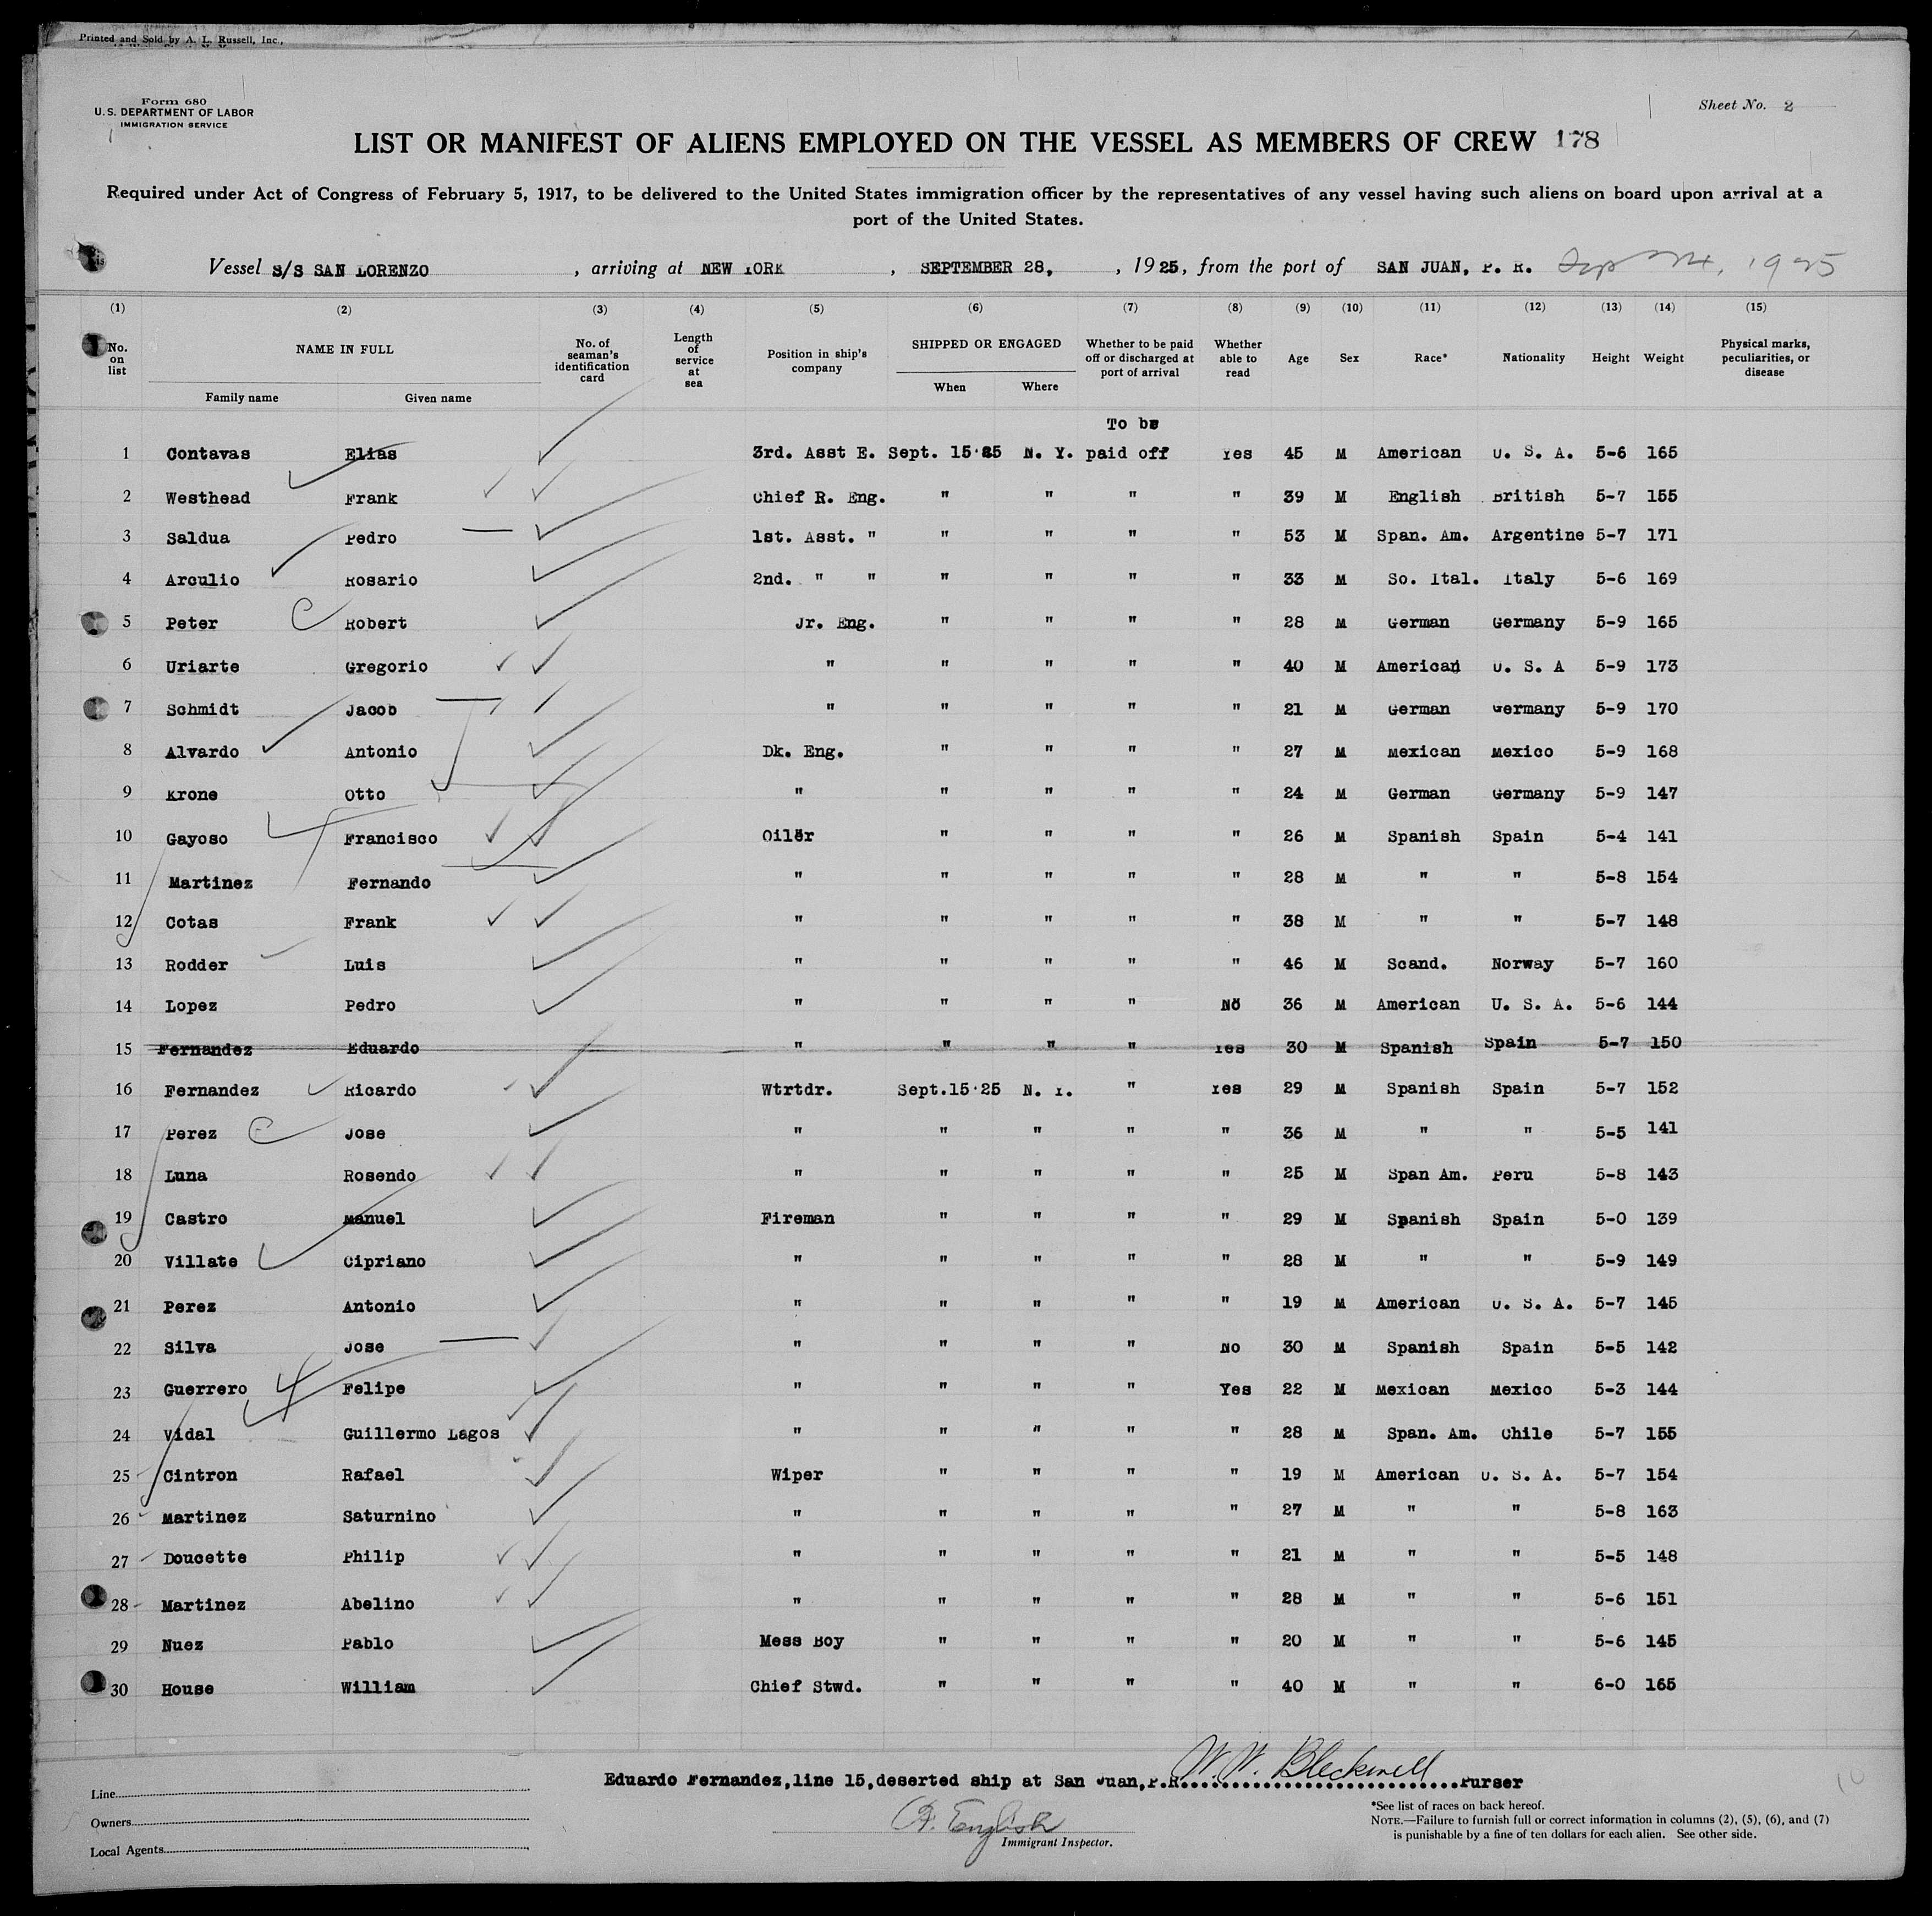 Printed and Sold by A. L. Russell, Inc.,
Form 680
U. S. DEPARTMENT OF LABOR
IMMIGRATION SERVICE
Sheet No. 2
LIST OR MANIFEST OF ALIENS EMPLOYED ON THE VESSEL AS MEMBERS OF CREW 178
Required under Act of Congress of February 5, 1917, to be delivered to the United States immigration officer by the representatives of any vessel having such aliens on board upon arrival at a
port of the United States.
Vessel S/S SAN LORENZO , arriving at NEW YORK , SEPTEMBER 28, , 1925, from the port of SAN JUAN, P. R. Sep 24, 1925
(1) (2) (3) (4) (5) (6) (7) (8) (9) (10) (11) (12) (13) (14) (15)
No. on list NAME IN FULL Family name Given name No. of seaman's identification card Length of service at sea Position in ship's company SHIPPED OR ENGAGED When Where Whether to be paid off or discharged at port of arrival Whether able to read Age Sex Race* Nationality Height Weight Physical marks, peculiarities, or disease
To be
1 Contavas Elias 3rd. Asst E. Sept. 15'25 N. Y. paid off Yes 45 M American U. S. A. 5-6 165
2 Westhead Frank Chief R. Eng. " " " " 39 M English British 5-7 155
3 Saldua Pedro 1st. Asst. " " " " " 53 M Span. Am. Argentine 5-7 171
4 Arculio Rosario 2nd. " " " " " " 33 M So. Ital. Italy 5-6 169
5 Peter Robert Jr. Eng. " " " " 28 M German Germany 5-9 165
6 Uriarte Gregorio " " " " " 40 M American U. S. A 5-9 173
7 Schmidt Jacob " " " " " 21 M German Germany 5-9 170
8 Alvardo Antonio Dk. Eng. " " " " 27 M Mexican Mexico 5-9 168
9 Krone Otto " " " " " 24 M German Germany 5-9 147
10 Gayoso Francisco Oiler " " " " 26 M Spanish Spain 5-4 141
11 Martinez Fernando " " " " " 28 M " " 5-8 154
12 Cotas Frank " " " " " 38 M " " 5-7 148
13 Rodder Luis " " " " " 46 M Scand. Norway 5-7 160
14 Lopez Pedro " " " " No 36 M American U. S. A. 5-6 144
15 Fernandez Eduardo " " " " Yes 30 M Spanish Spain 5-7 150
16 Fernandez Ricardo Wtrtdr. Sept.15'25 N. Y. " Yes 29 M Spanish Spain 5-7 152
17 Perez Jose " " " " " 36 M " " 5-5 141
18 Luna Rosendo " " " " " 25 M Span Am. Peru 5-8 143
19 Castro Manuel Fireman " " " " 29 M Spanish Spain 5-0 139
20 Villate Cipriano " " " " " 28 M " " 5-9 149
21 Perez Antonio " " " " " 19 M American U. S. A. 5-7 145
22 Silva Jose " " " " No 30 M Spanish Spain 5-5 142
23 Guerrero Felipe " " " " Yes 22 M Mexican Mexico 5-3 144
24 Vidal Guillermo Lagos " " " " " 28 M Span. Am. Chile 5-7 155
25 Cintron Rafael Wiper " " " " 19 M American U. S. A. 5-7 154
26 Martinez Saturnino " " " " " 27 M " " 5-8 163
27 Doucette Philip " " " " " 21 M " " 5-5 148
28 Martinez Abelino " " " " " 28 M " " 5-6 151
29 Nuez Pablo Mess Boy " " " " 20 M " " 5-6 145
30 House William Chief Stwd. " " " " 40 M " " 6-0 165
Eduardo Fernandez, line 15, deserted ship at San Juan, P.R. W. W. Bleckwell Purser
Line
Owners
Local Agents
English
Immigrant Inspector.
*See list of races on back hereof.
NOTE.—Failure to furnish full or correct information in columns (2), (5), (6), and (7)
is punishable by a fine of ten dollars for each alien. See other side.